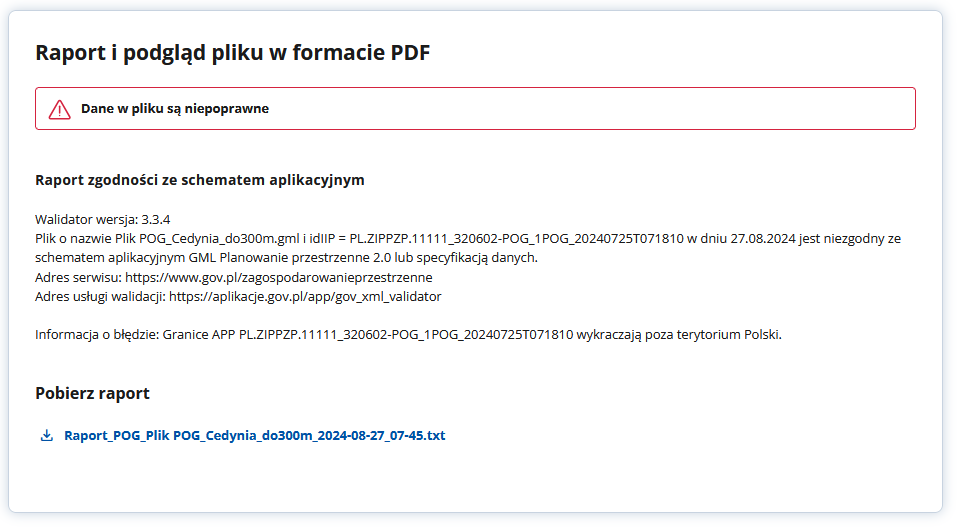 Raport i podgląd pliku w formacie PDF
Dane w pliku są niepoprawne
Raport zgodności ze schematem aplikacyjnym
Walidator wersja: 3.3.4
Plik o nazwie Plik POG_Cedynia_do300m.gml i idIIP = PL.ZIPPZP.11111_320602-POG_1POG_20240725T071810 w dniu 27.08.2024 jest niezgodny ze
schematem aplikacyjnym GML Planowanie przestrzenne 2.0 lub specyfikacją danych.
Adres serwisu: https://www.gov.pl/zagospodarowanieprzestrzenne
Adres usługi walidacji: https://aplikacje.gov.pl/app/gov_xml_validator
Informacja o błędzie: Granice APP PL.ZIPPZP.11111_320602-POG_1POG_20240725T071810 wykraczają poza terytorium Polski.
Pobierz raport
Raport_POG_Plik POG_Cedynia_do300m_2024-08-27_07-45.txt